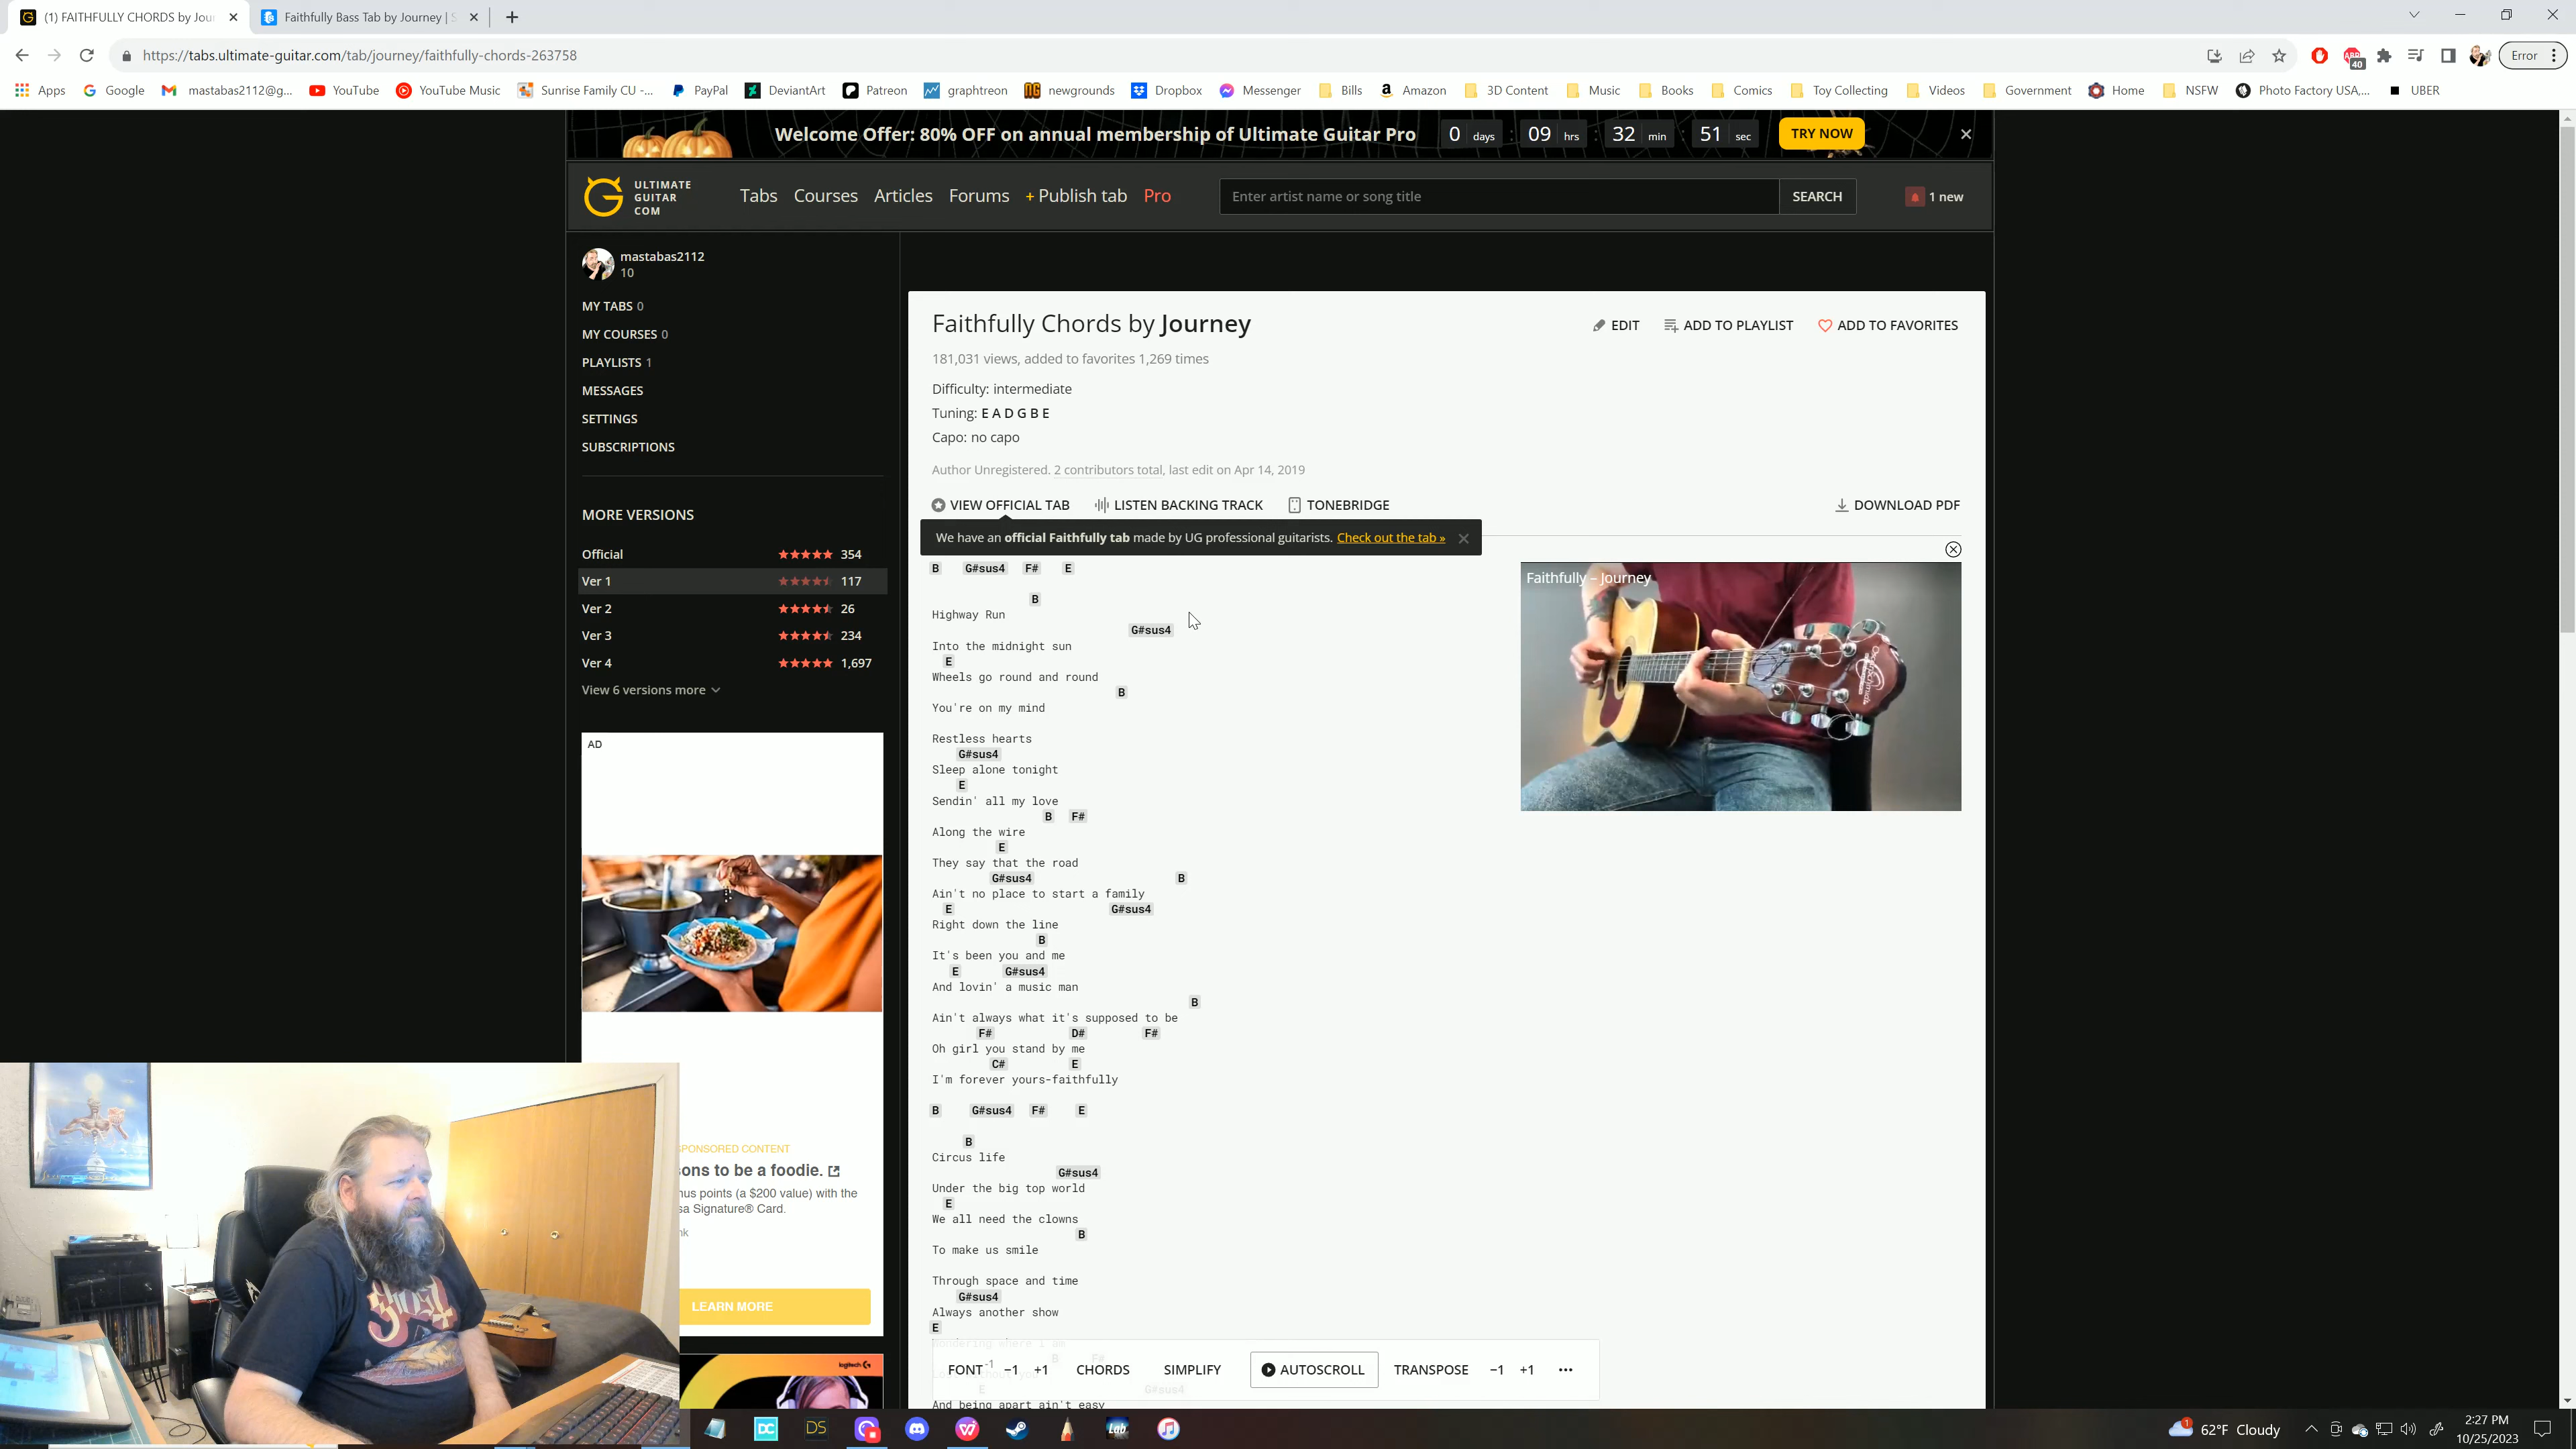 (1) FAITHFULLY CHORDS by Jour
Faithfully Bass Tab by Journey | S
https://tabs.ultimate-guitar.com/tab/journey/faithfully-chords-263758
40
Error
Apps Google mastabas2112@g... YouTube YouTube Music Sunrise Family CU -... PayPal DeviantArt Patreon graphtreon newgrounds Dropbox Messenger Bills Amazon 3D Content Music Books Comics Toy Collecting Videos Government Home NSFW Photo Factory USA,... UBER
Welcome Offer: 80% OFF on annual membership of Ultimate Guitar Pro 0 days : 09 hrs : 32 min : 51 sec TRY NOW
ULTIMATE
GUITAR
COM
Tabs Courses Articles Forums + Publish tab Pro
Enter artist name or song title
SEARCH
1 new
mastabas2112
10
MY TABS 0
MY COURSES 0
PLAYLISTS 1
MESSAGES
SETTINGS
SUBSCRIPTIONS
MORE VERSIONS
Official 354
Ver 1 117
Ver 2 26
Ver 3 234
Ver 4 1,697
View 6 versions more
AD
SPONSORED CONTENT
ons to be a foodie.
nus points (a $200 value) with the
sa Signature® Card.
nk
LEARN MORE
logitech G
Faithfully Chords by Journey
EDIT ADD TO PLAYLIST ADD TO FAVORITES
181,031 views, added to favorites 1,269 times
Difficulty: intermediate
Tuning: E A D G B E
Capo: no capo
Author Unregistered. 2 contributors total, last edit on Apr 14, 2019
VIEW OFFICIAL TAB LISTEN BACKING TRACK TONEBRIDGE DOWNLOAD PDF
We have an official Faithfully tab made by UG professional guitarists. Check out the tab »
Faithfully – Journey
B G#sus4 F# E
B
Highway Run
G#sus4
Into the midnight sun
E
Wheels go round and round
B
You're on my mind
Restless hearts
G#sus4
Sleep alone tonight
E
Sendin' all my love
B F#
Along the wire
E
They say that the road
G#sus4 B
Ain't no place to start a family
E G#sus4
Right down the line
B
It's been you and me
E G#sus4
And lovin' a music man
B
Ain't always what it's supposed to be
F# D# F#
Oh girl you stand by me
C# E
I'm forever yours-faithfully
B G#sus4 F# E
B
Circus life
G#sus4
Under the big top world
E
We all need the clowns
B
To make us smile
Through space and time
G#sus4
Always another show
E
Wondering where I am
B F#
E G#sus4
And being apart ain't easy
FONT -1 −1 +1 CHORDS SIMPLIFY AUTOSCROLL TRANSPOSE −1 +1
DC
DS
Lab
1
62°F Cloudy
2:27 PM
10/25/2023